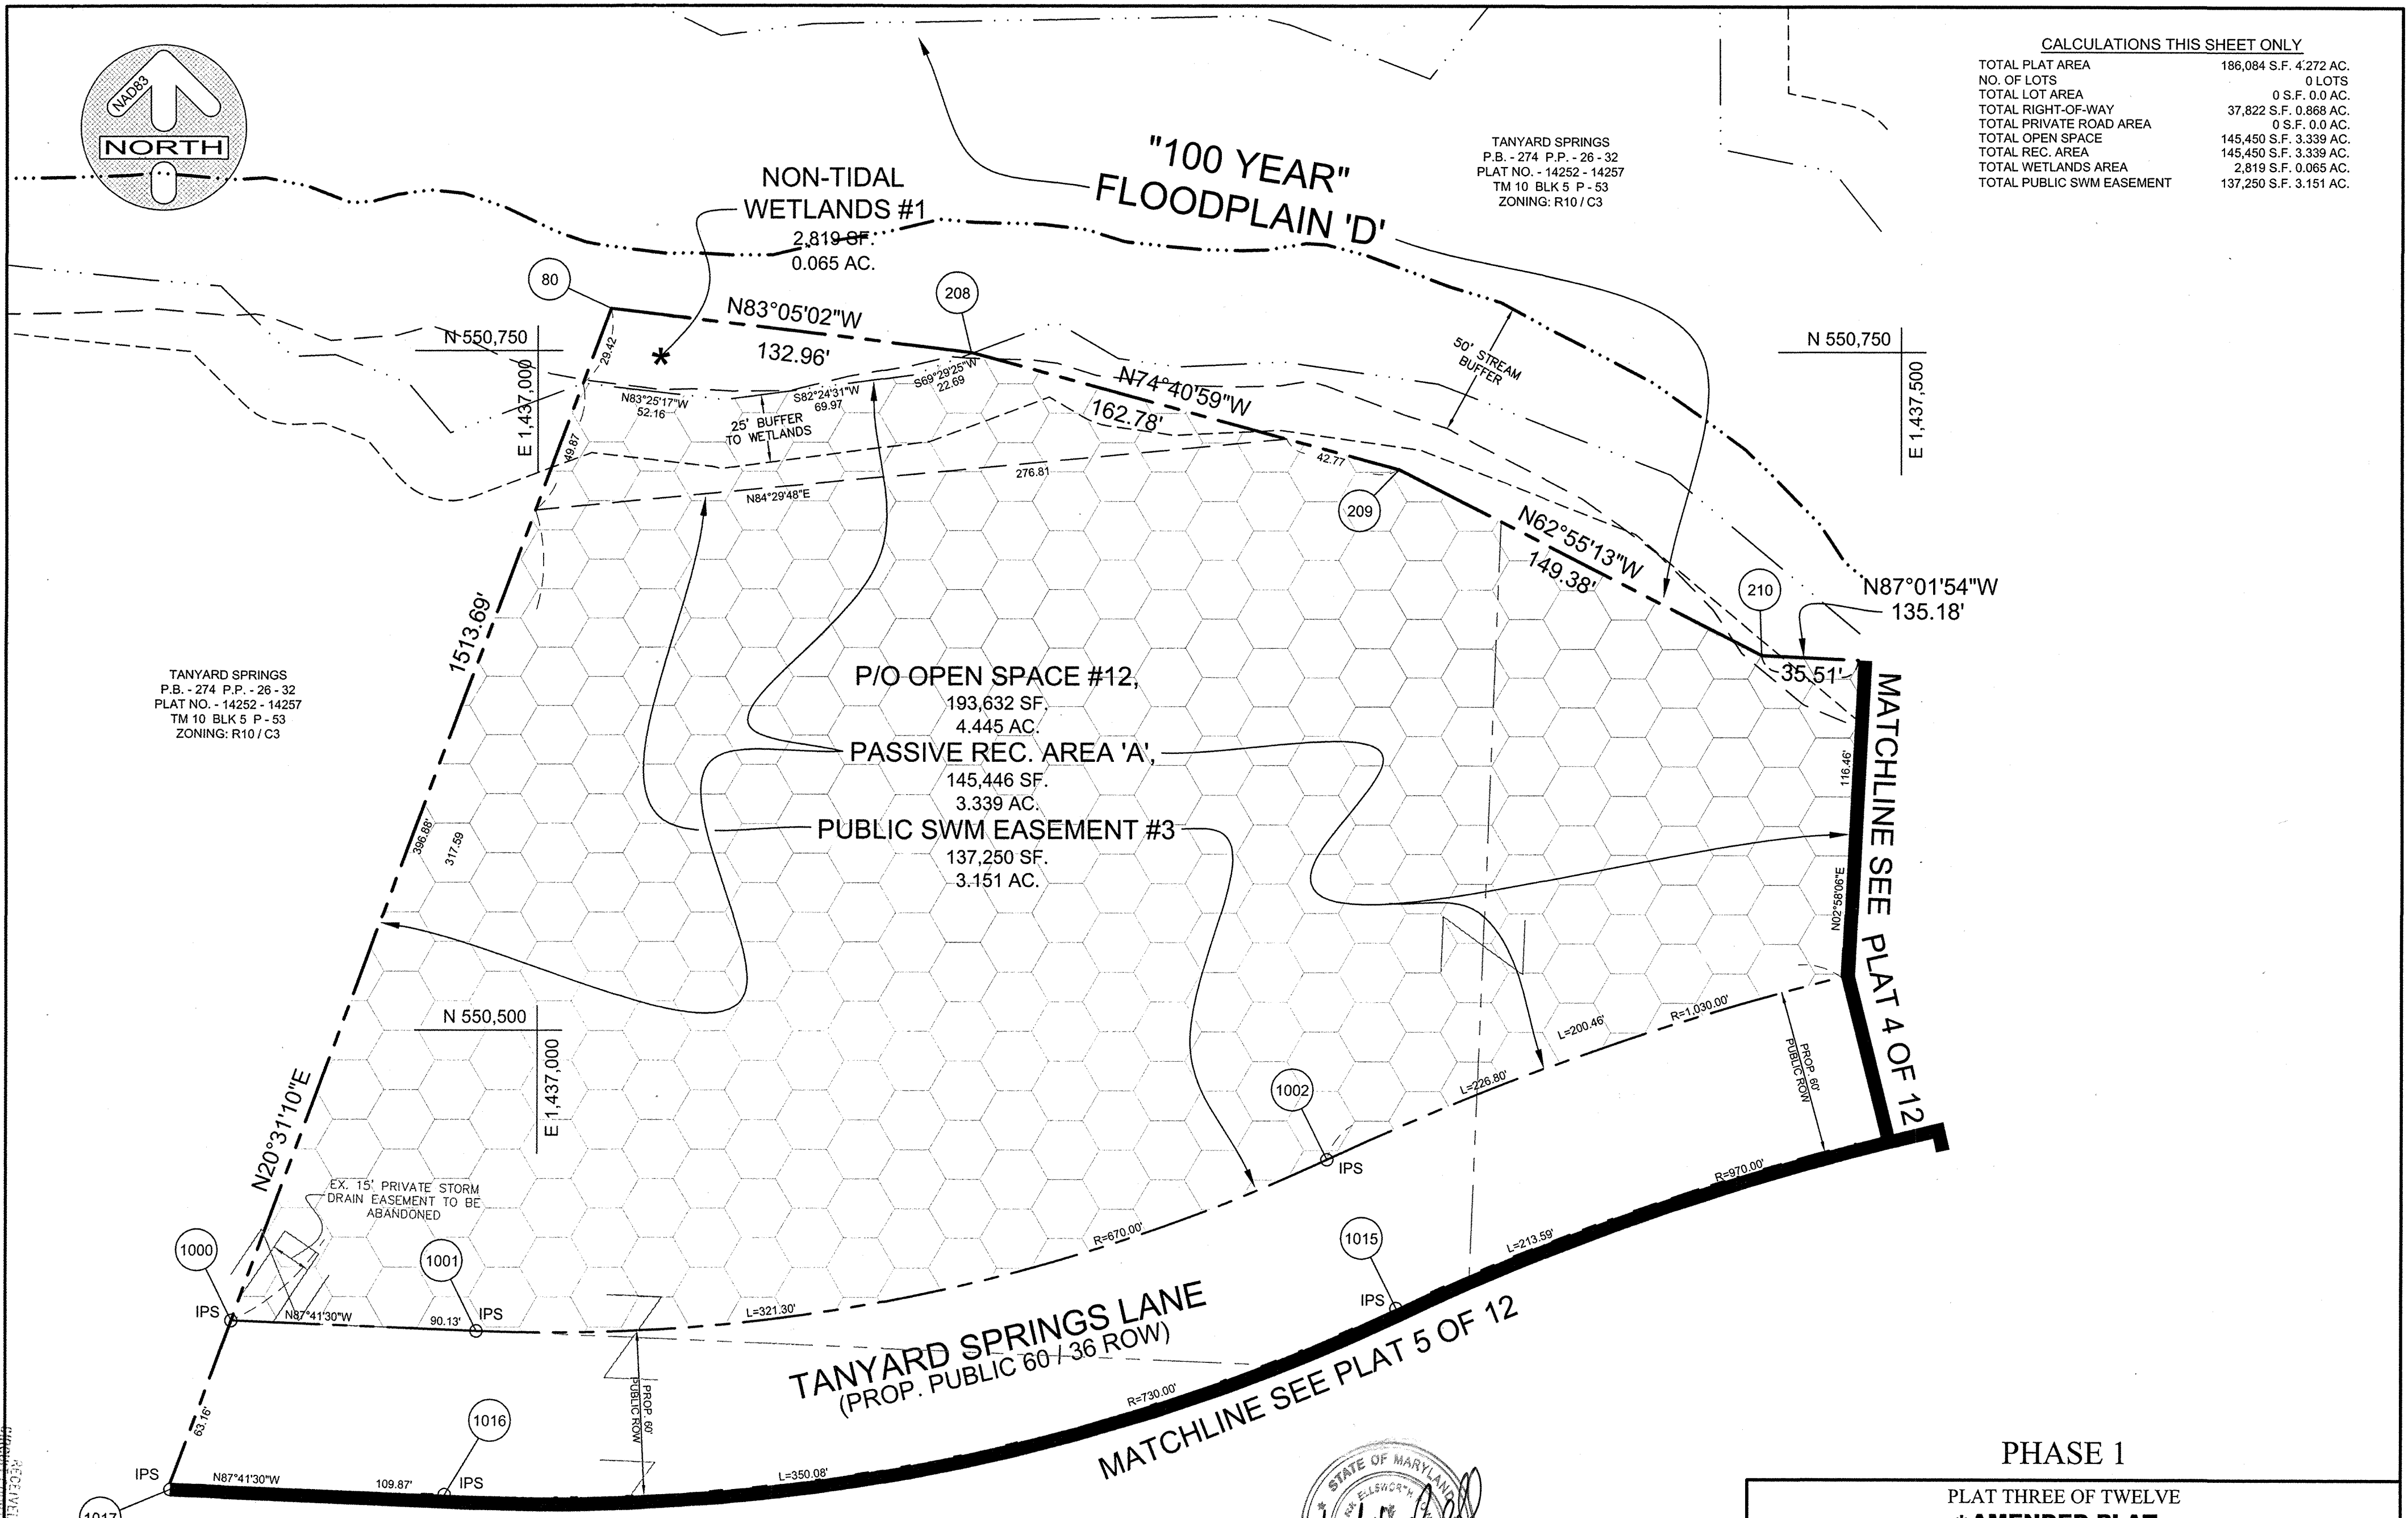 NAD83
NORTH
CALCULATIONS THIS SHEET ONLY
TOTAL PLAT AREA 186,084 S.F. 4.272 AC.
NO. OF LOTS 0 LOTS
TOTAL LOT AREA 0 S.F. 0.0 AC.
TOTAL RIGHT-OF-WAY 37,822 S.F. 0.868 AC.
TOTAL PRIVATE ROAD AREA 0 S.F. 0.0 AC.
TOTAL OPEN SPACE 145,450 S.F. 3.339 AC.
TOTAL REC. AREA 145,450 S.F. 3.339 AC.
TOTAL WETLANDS AREA 2,819 S.F. 0.065 AC.
TOTAL PUBLIC SWM EASEMENT 137,250 S.F. 3.151 AC.
"100 YEAR"
FLOODPLAIN 'D'
TANYARD SPRINGS
P.B. - 274 P.P. - 26 - 32
PLAT NO. - 14252 - 14257
TM 10 BLK 5 P - 53
ZONING: R10 / C3
NON-TIDAL
WETLANDS #1
2,819 SF.
0.065 AC.
80
208
N83°05'02"W
132.96'
N 550,750
E 1,437,000
29.42
49.87
N83°25'17"W
52.16
S82°24'31"W
69.97
S69°29'25"W
22.69
25' BUFFER
TO WETLANDS
N74°40'59"W
162.78'
50' STREAM
BUFFER
N 550,750
E 1,437,500
N84°29'48"E
276.81
42.77
209
N62°55'13"W
149.38'
210
N87°01'54"W
135.18'
35.51'
1513.69'
TANYARD SPRINGS
P.B. - 274 P.P. - 26 - 32
PLAT NO. - 14252 - 14257
TM 10 BLK 5 P - 53
ZONING: R10 / C3
P/O OPEN SPACE #12,
193,632 SF.
4.445 AC.
PASSIVE REC. AREA 'A',
145,446 SF.
3.339 AC.
PUBLIC SWM EASEMENT #3
137,250 SF.
3.151 AC.
396.88'
317.59
116.46'
N02°58'06"E
MATCHLINE SEE PLAT 4 OF 12
N 550,500
E 1,437,000
N20°31'10"E
EX. 15' PRIVATE STORM
DRAIN EASEMENT TO BE
ABANDONED
L=200.46'
R=1,030.00'
PROP. 60'
PUBLIC ROW
L=226.80'
1002
IPS
1000
IPS
N87°41'30"W
90.13'
1001
IPS
L=321.30'
R=670.00'
TANYARD SPRINGS LANE
(PROP. PUBLIC 60 / 36 ROW)
1015
IPS
L=213.59'
R=970.00'
63.16'
PROP. 60'
PUBLIC ROW
1016
IPS
IPS
N87°41'30"W
109.87'
L=350.08'
R=730.00'
MATCHLINE SEE PLAT 5 OF 12
1017
STATE OF MARYLAND
ELLSWORTH
RECEIVED
PHASE 1
PLAT THREE OF TWELVE
*AMENDED PLAT